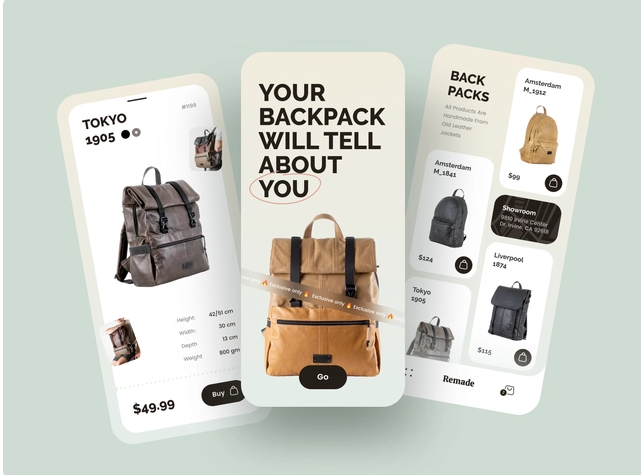 TOKYO
1905
#1199
Height: 42/51 cm
Width: 30 cm
Depth 13 cm
Weight 800 gm
$49.99
Buy
YOUR
BACKPACK
WILL TELL
ABOUT
YOU
Exclusive only Exclusive only Exclusive only
Go
BACK
PACKS
All Products Are
Handmade From
Old Leather
Jackets
Amsterdam
M_1912
$99
Amsterdam
M_1841
$124
Showroom
9810 Irvine Center
Dr, Irvine, CA 92618
Liverpool
1874
$115
Tokyo
1905
Remade